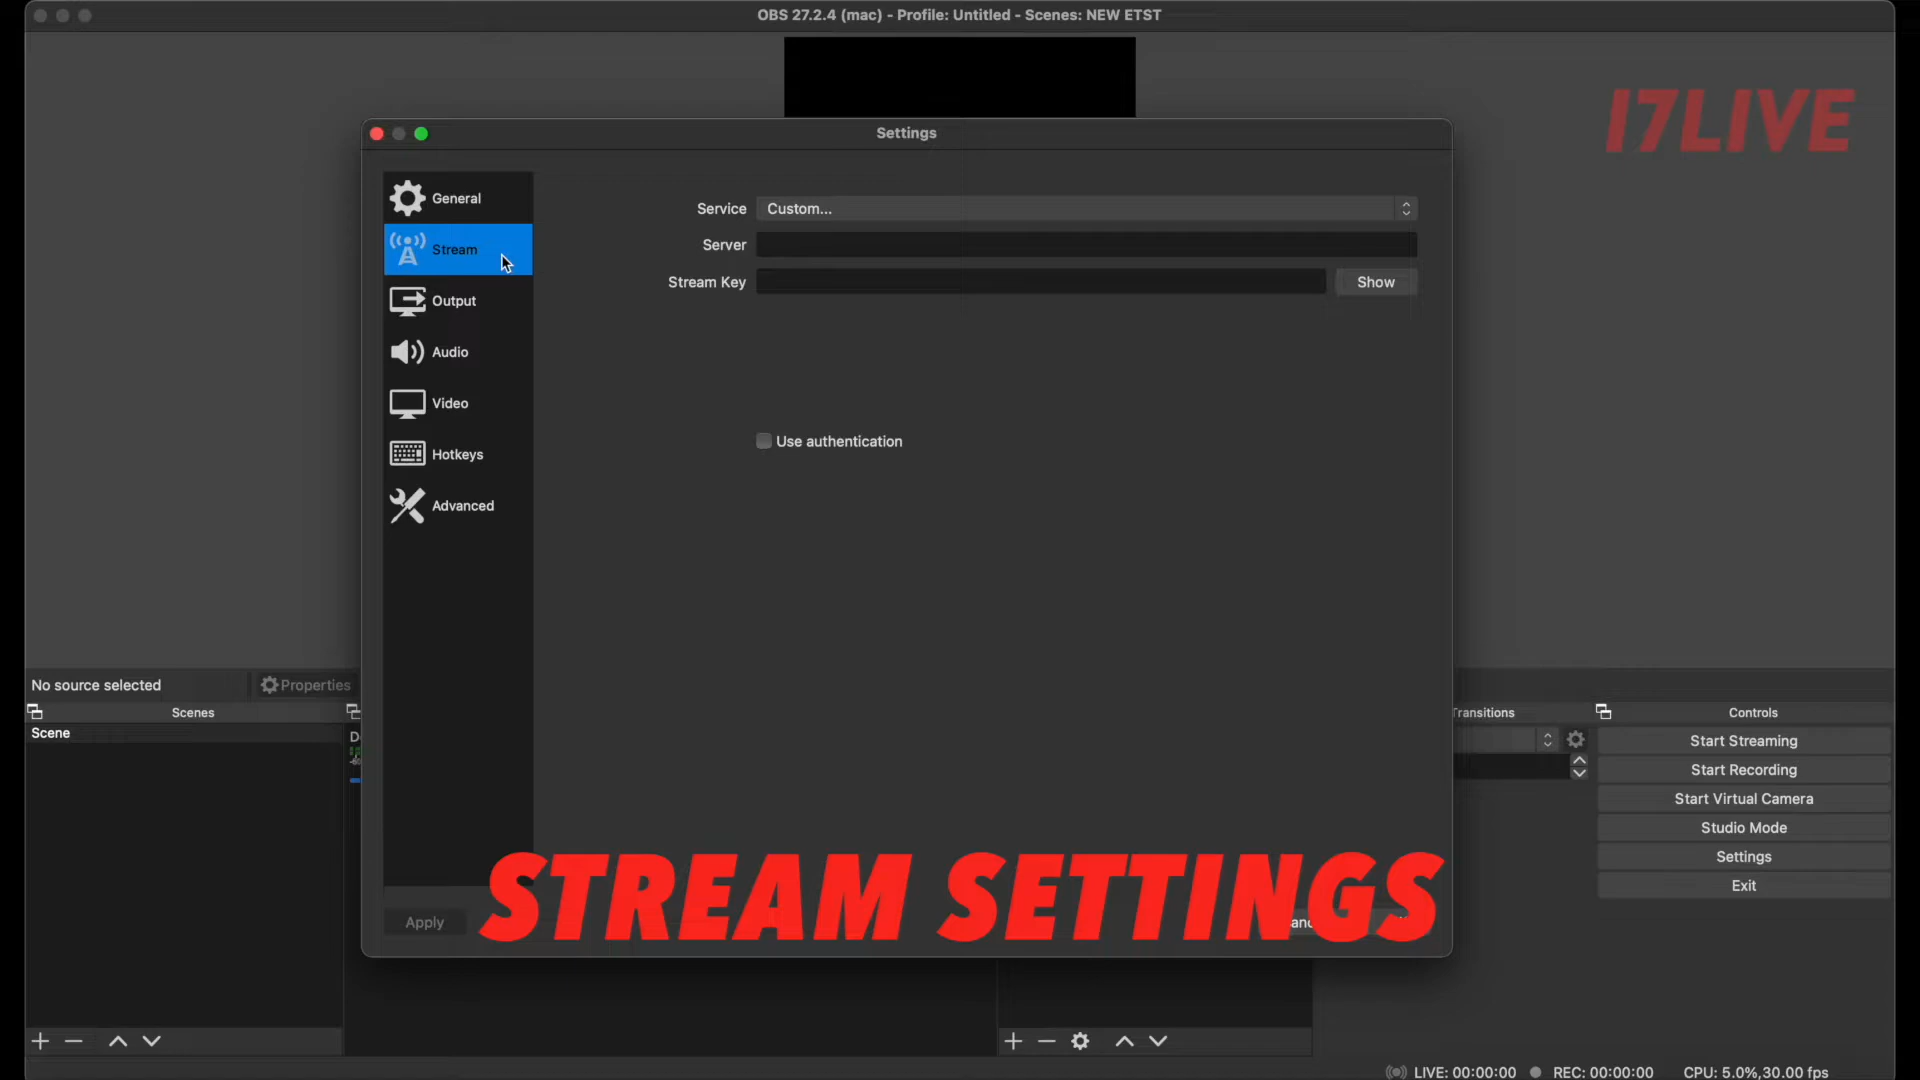 OBS 27.2.4 (mac) - Profile: Untitled - Scenes: NEW ETST
17LIVE
Settings
General
Stream
Output
Audio
Video
Hotkeys
Advanced
Service
Custom...
Server
Stream Key
Show
Use authentication
No source selected
Properties
Scenes
Scene
Transitions
Controls
Start Streaming
Start Recording
Start Virtual Camera
Studio Mode
Settings
Exit
Apply
STREAM SETTINGS
LIVE: 00:00:00
REC: 00:00:00
CPU: 5.0%,30.00 fps